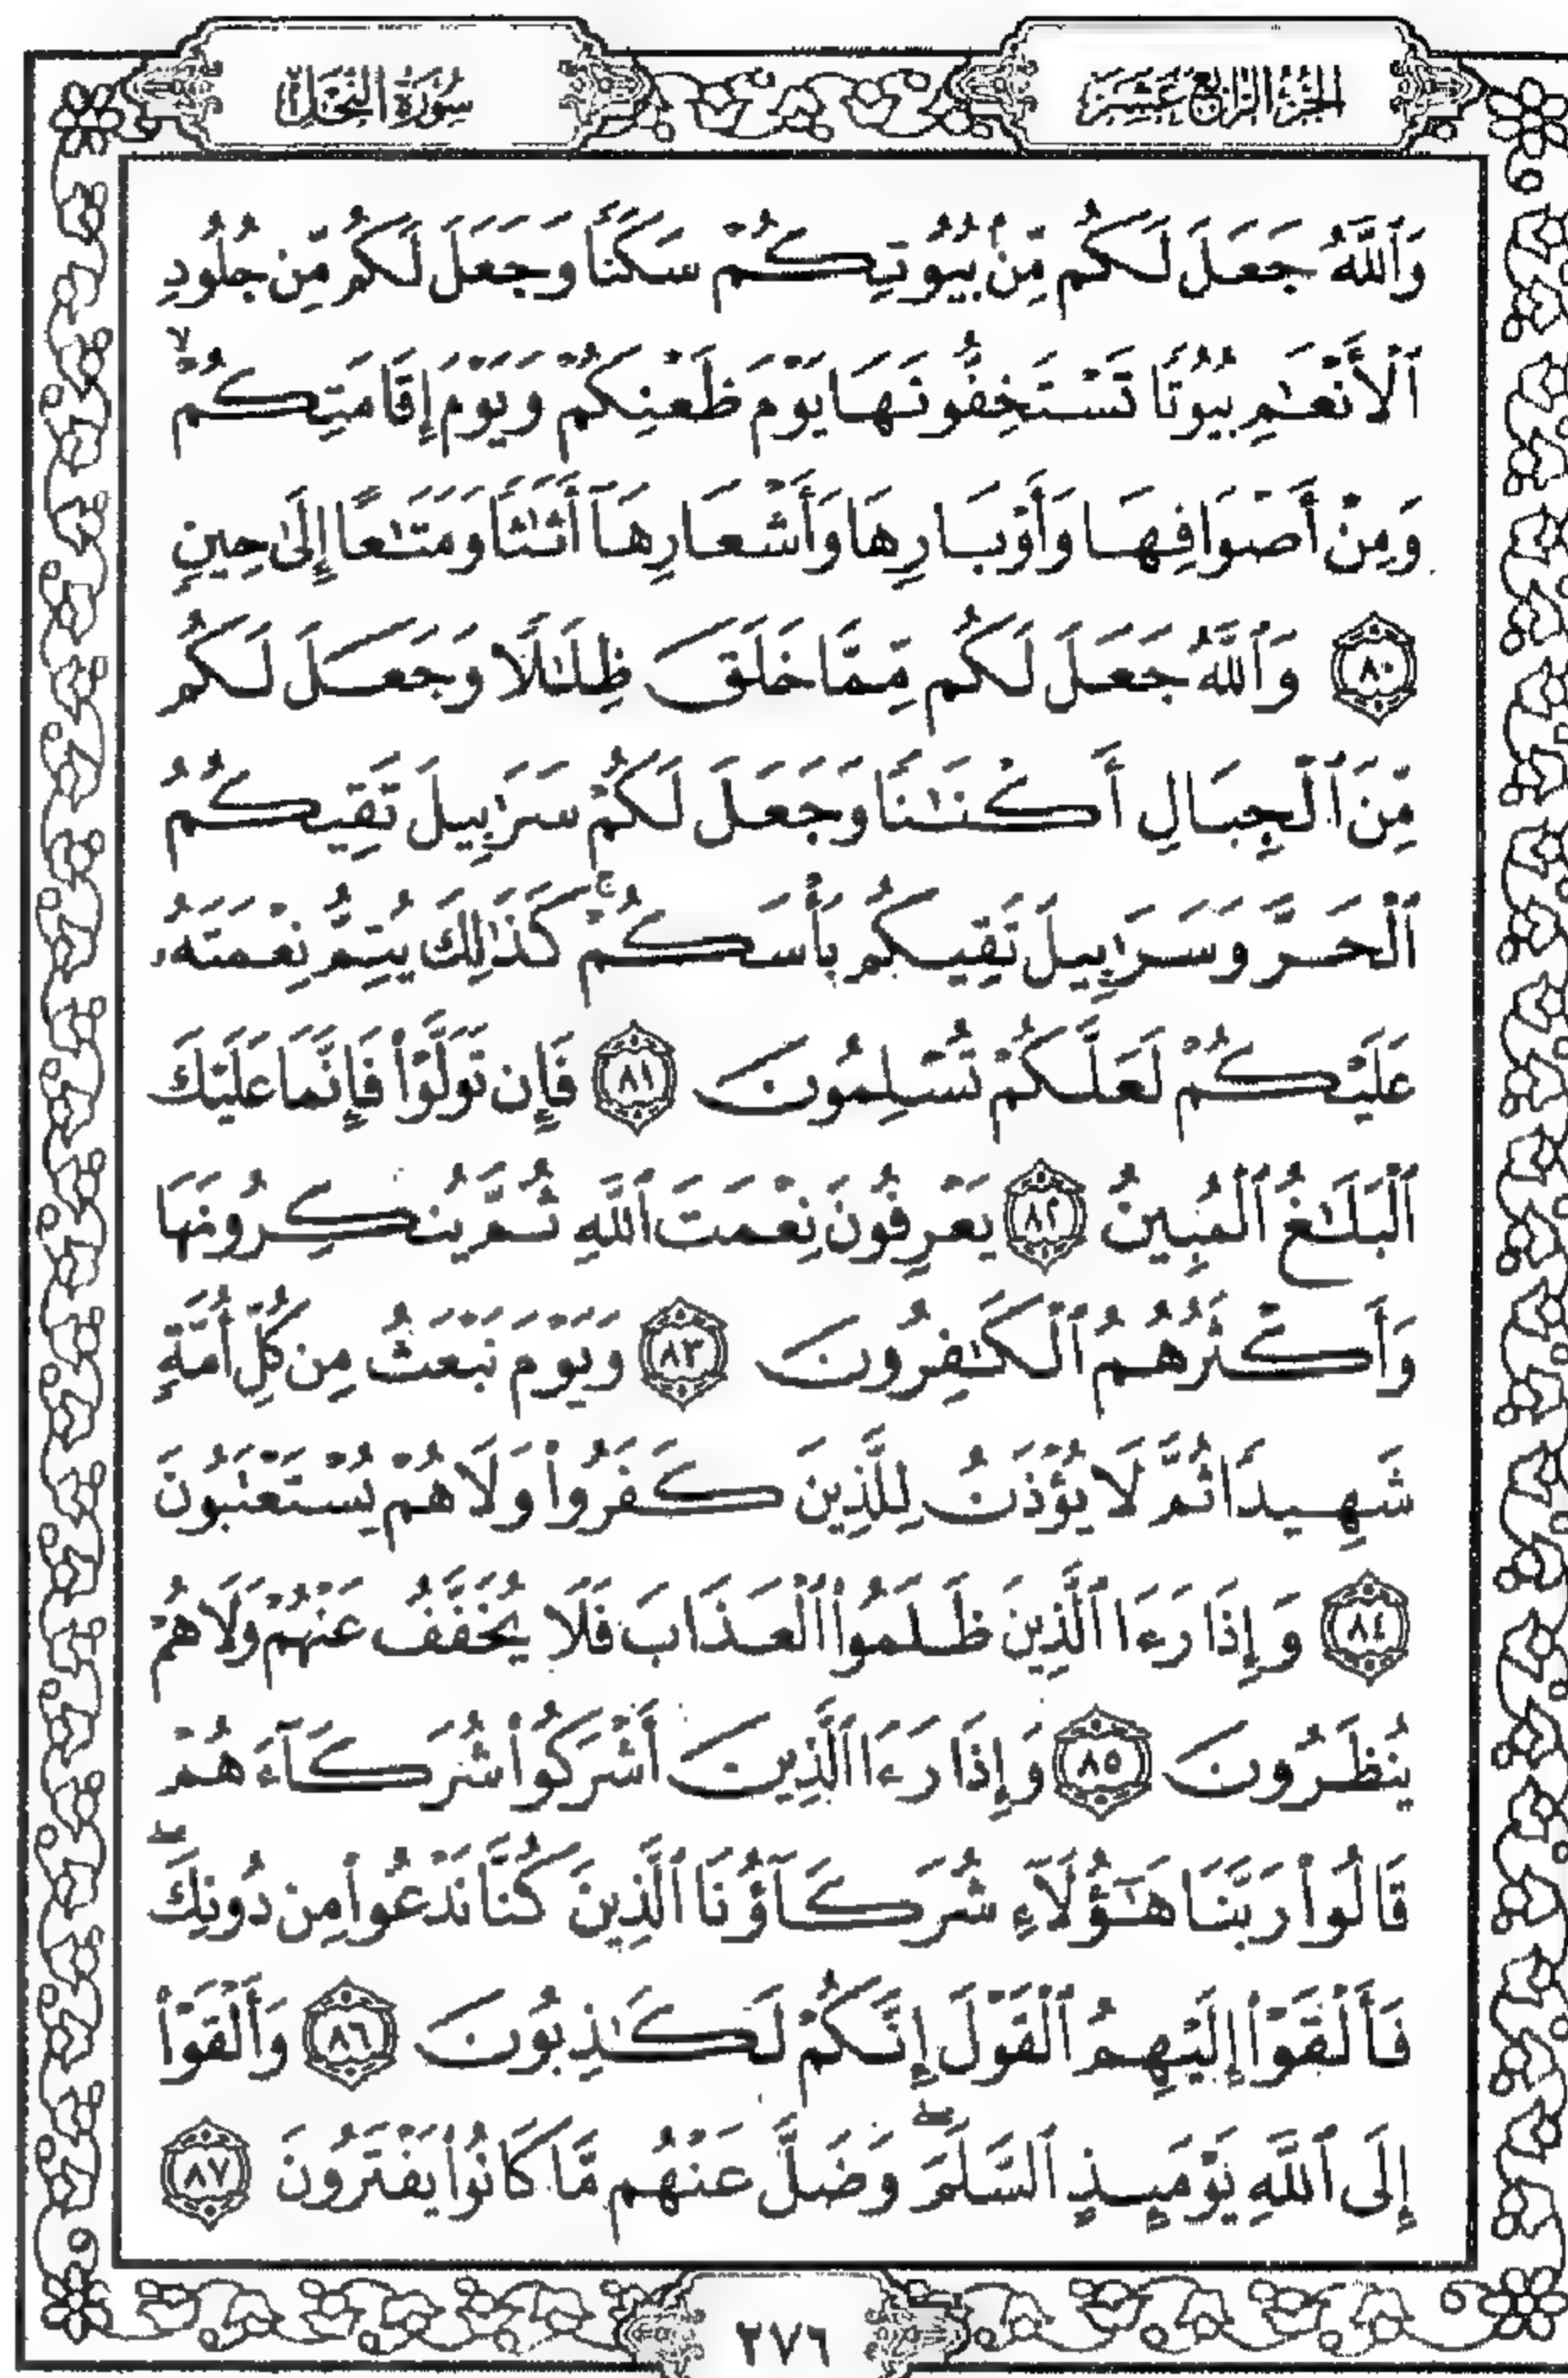 الجزء الرابع عشر
سورة النحل
وَٱللَّهُ جَعَلَ لَكُم مِّنۢ بُيُوتِكُمْ سَكَنًا وَجَعَلَ لَكُم مِّن جُلُودِ
ٱلْأَنْعَٰمِ بُيُوتًا تَسْتَخِفُّونَهَا يَوْمَ ظَعْنِكُمْ وَيَوْمَ إِقَامَتِكُمْ ۙ
وَمِنْ أَصْوَافِهَا وَأَوْبَارِهَا وَأَشْعَارِهَآ أَثَٰثًا وَمَتَٰعًا إِلَىٰ حِينٍ
٨٠ وَٱللَّهُ جَعَلَ لَكُم مِّمَّا خَلَقَ ظِلَٰلًا وَجَعَلَ لَكُم
مِّنَ ٱلْجِبَالِ أَكْنَٰنًا وَجَعَلَ لَكُمْ سَرَٰبِيلَ تَقِيكُمُ
ٱلْحَرَّ وَسَرَٰبِيلَ تَقِيكُم بَأْسَكُمْ ۚ كَذَٰلِكَ يُتِمُّ نِعْمَتَهُۥ
عَلَيْكُمْ لَعَلَّكُمْ تُسْلِمُونَ ٨١ فَإِن تَوَلَّوْا۟ فَإِنَّمَا عَلَيْكَ
ٱلْبَلَٰغُ ٱلْمُبِينُ ٨٢ يَعْرِفُونَ نِعْمَتَ ٱللَّهِ ثُمَّ يُنكِرُونَهَا
وَأَكْثَرُهُمُ ٱلْكَٰفِرُونَ ٨٣ وَيَوْمَ نَبْعَثُ مِن كُلِّ أُمَّةٍ
شَهِيدًا ثُمَّ لَا يُؤْذَنُ لِلَّذِينَ كَفَرُوا۟ وَلَا هُمْ يُسْتَعْتَبُونَ
٨٤ وَإِذَا رَءَا ٱلَّذِينَ ظَلَمُوا۟ ٱلْعَذَابَ فَلَا يُخَفَّفُ عَنْهُمْ وَلَا هُمْ
يُنظَرُونَ ٨٥ وَإِذَا رَءَا ٱلَّذِينَ أَشْرَكُوا۟ شُرَكَآءَهُمْ
قَالُوا۟ رَبَّنَا هَٰٓؤُلَآءِ شُرَكَآؤُنَا ٱلَّذِينَ كُنَّا نَدْعُوا۟ مِن دُونِكَ ۖ
فَأَلْقَوْا۟ إِلَيْهِمُ ٱلْقَوْلَ إِنَّكُمْ لَكَٰذِبُونَ ٨٦ وَأَلْقَوْا۟
إِلَى ٱللَّهِ يَوْمَئِذٍ ٱلسَّلَمَ ۖ وَضَلَّ عَنْهُم مَّا كَانُوا۟ يَفْتَرُونَ ٨٧
٢٧٦